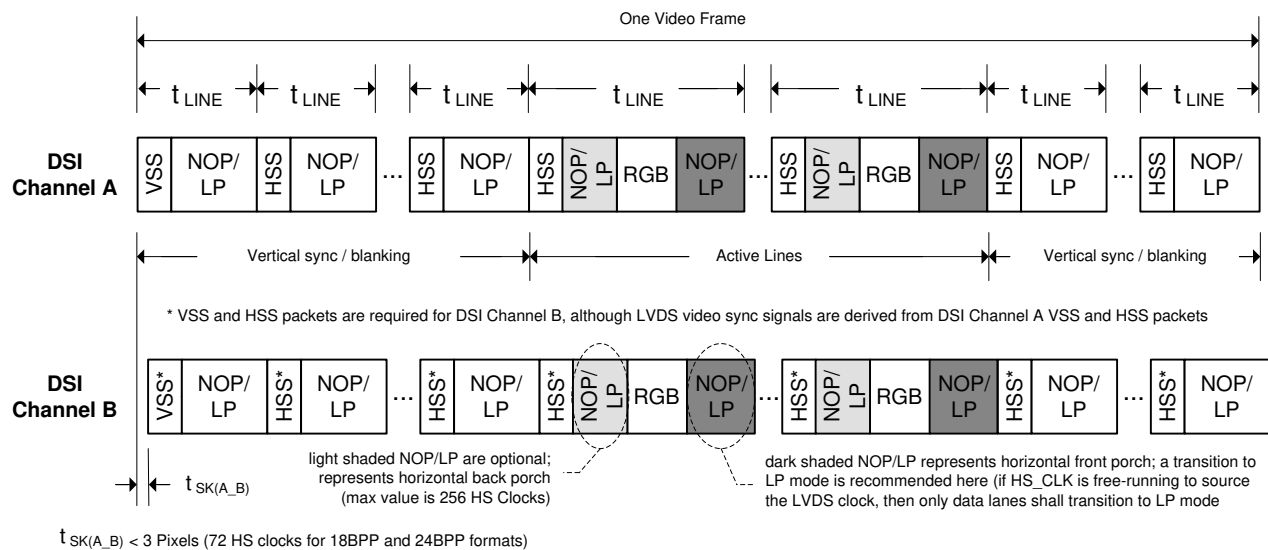 One Video Frame
t LINE t LINE t LINE t LINE t LINE t LINE t LINE
DSI Channel A
VSS NOP/ LP HSS NOP/ LP ... HSS NOP/ LP HSS NOP/ LP RGB NOP/ LP ... HSS NOP/ LP RGB NOP/ LP HSS NOP/ LP ... HSS NOP/ LP
Vertical sync / blanking Active Lines Vertical sync / blanking
* VSS and HSS packets are required for DSI Channel B, although LVDS video sync signals are derived from DSI Channel A VSS and HSS packets
DSI Channel B
VSS* NOP/ LP HSS* NOP/ LP ... HSS* NOP/ LP HSS* NOP/ LP RGB NOP/ LP ... HSS* NOP/ LP RGB NOP/ LP HSS* NOP/ LP ... HSS* NOP/ LP
t SK(A_B)
light shaded NOP/LP are optional;
represents horizontal back porch
(max value is 256 HS Clocks)
dark shaded NOP/LP represents horizontal front porch; a transition to
LP mode is recommended here (if HS_CLK is free-running to source
the LVDS clock, then only data lanes shall transition to LP mode
t SK(A_B) < 3 Pixels (72 HS clocks for 18BPP and 24BPP formats)